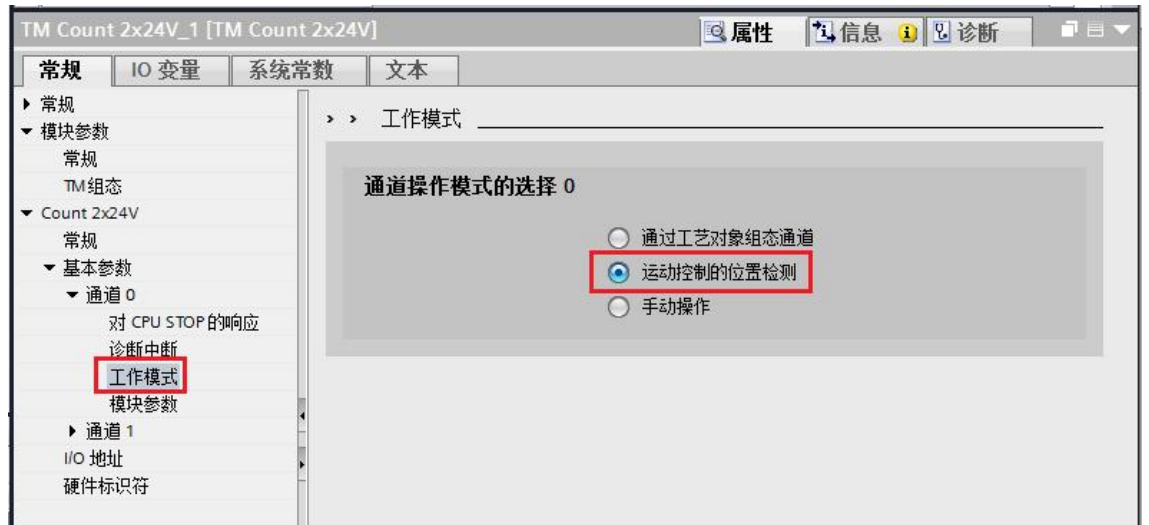 TM Count 2x24V_1 [TM Count 2x24V]
属性
信息
诊断
常规
IO 变量
系统常数
文本
常规
模块参数
常规
TM组态
Count 2x24V
常规
基本参数
通道 0
对 CPU STOP 的响应
诊断中断
工作模式
模块参数
通道 1
I/O 地址
硬件标识符
› › 工作模式
通道操作模式的选择 0
通过工艺对象组态通道
运动控制的位置检测
手动操作